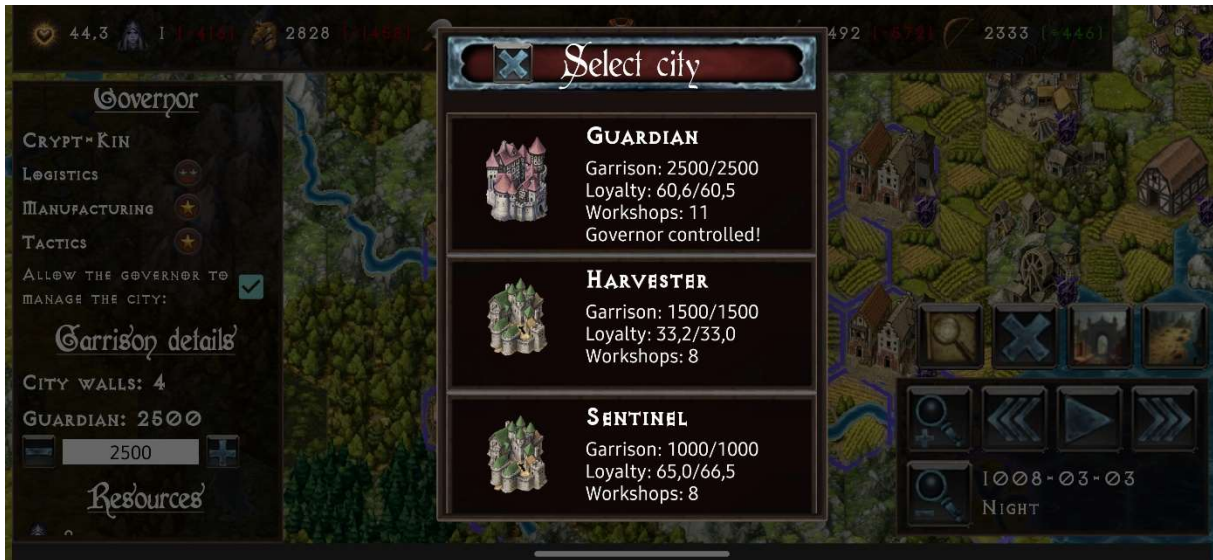 44,3
1 (-416)
2828
492 (-672)
2333 (+446)
Governor
Crypt-Kin
Logistics
Manufacturing
Tactics
Allow the governor to
manage the city:
Garrison details
City walls: 4
Guardian: 2500
2500
Resources
Select city
Guardian
Garrison: 2500/2500
Loyalty: 60,6/60,5
Workshops: 11
Governor controlled!
Harvester
Garrison: 1500/1500
Loyalty: 33,2/33,0
Workshops: 8
Sentinel
Garrison: 1000/1000
Loyalty: 65,0/66,5
Workshops: 8
1008-03-03
Night